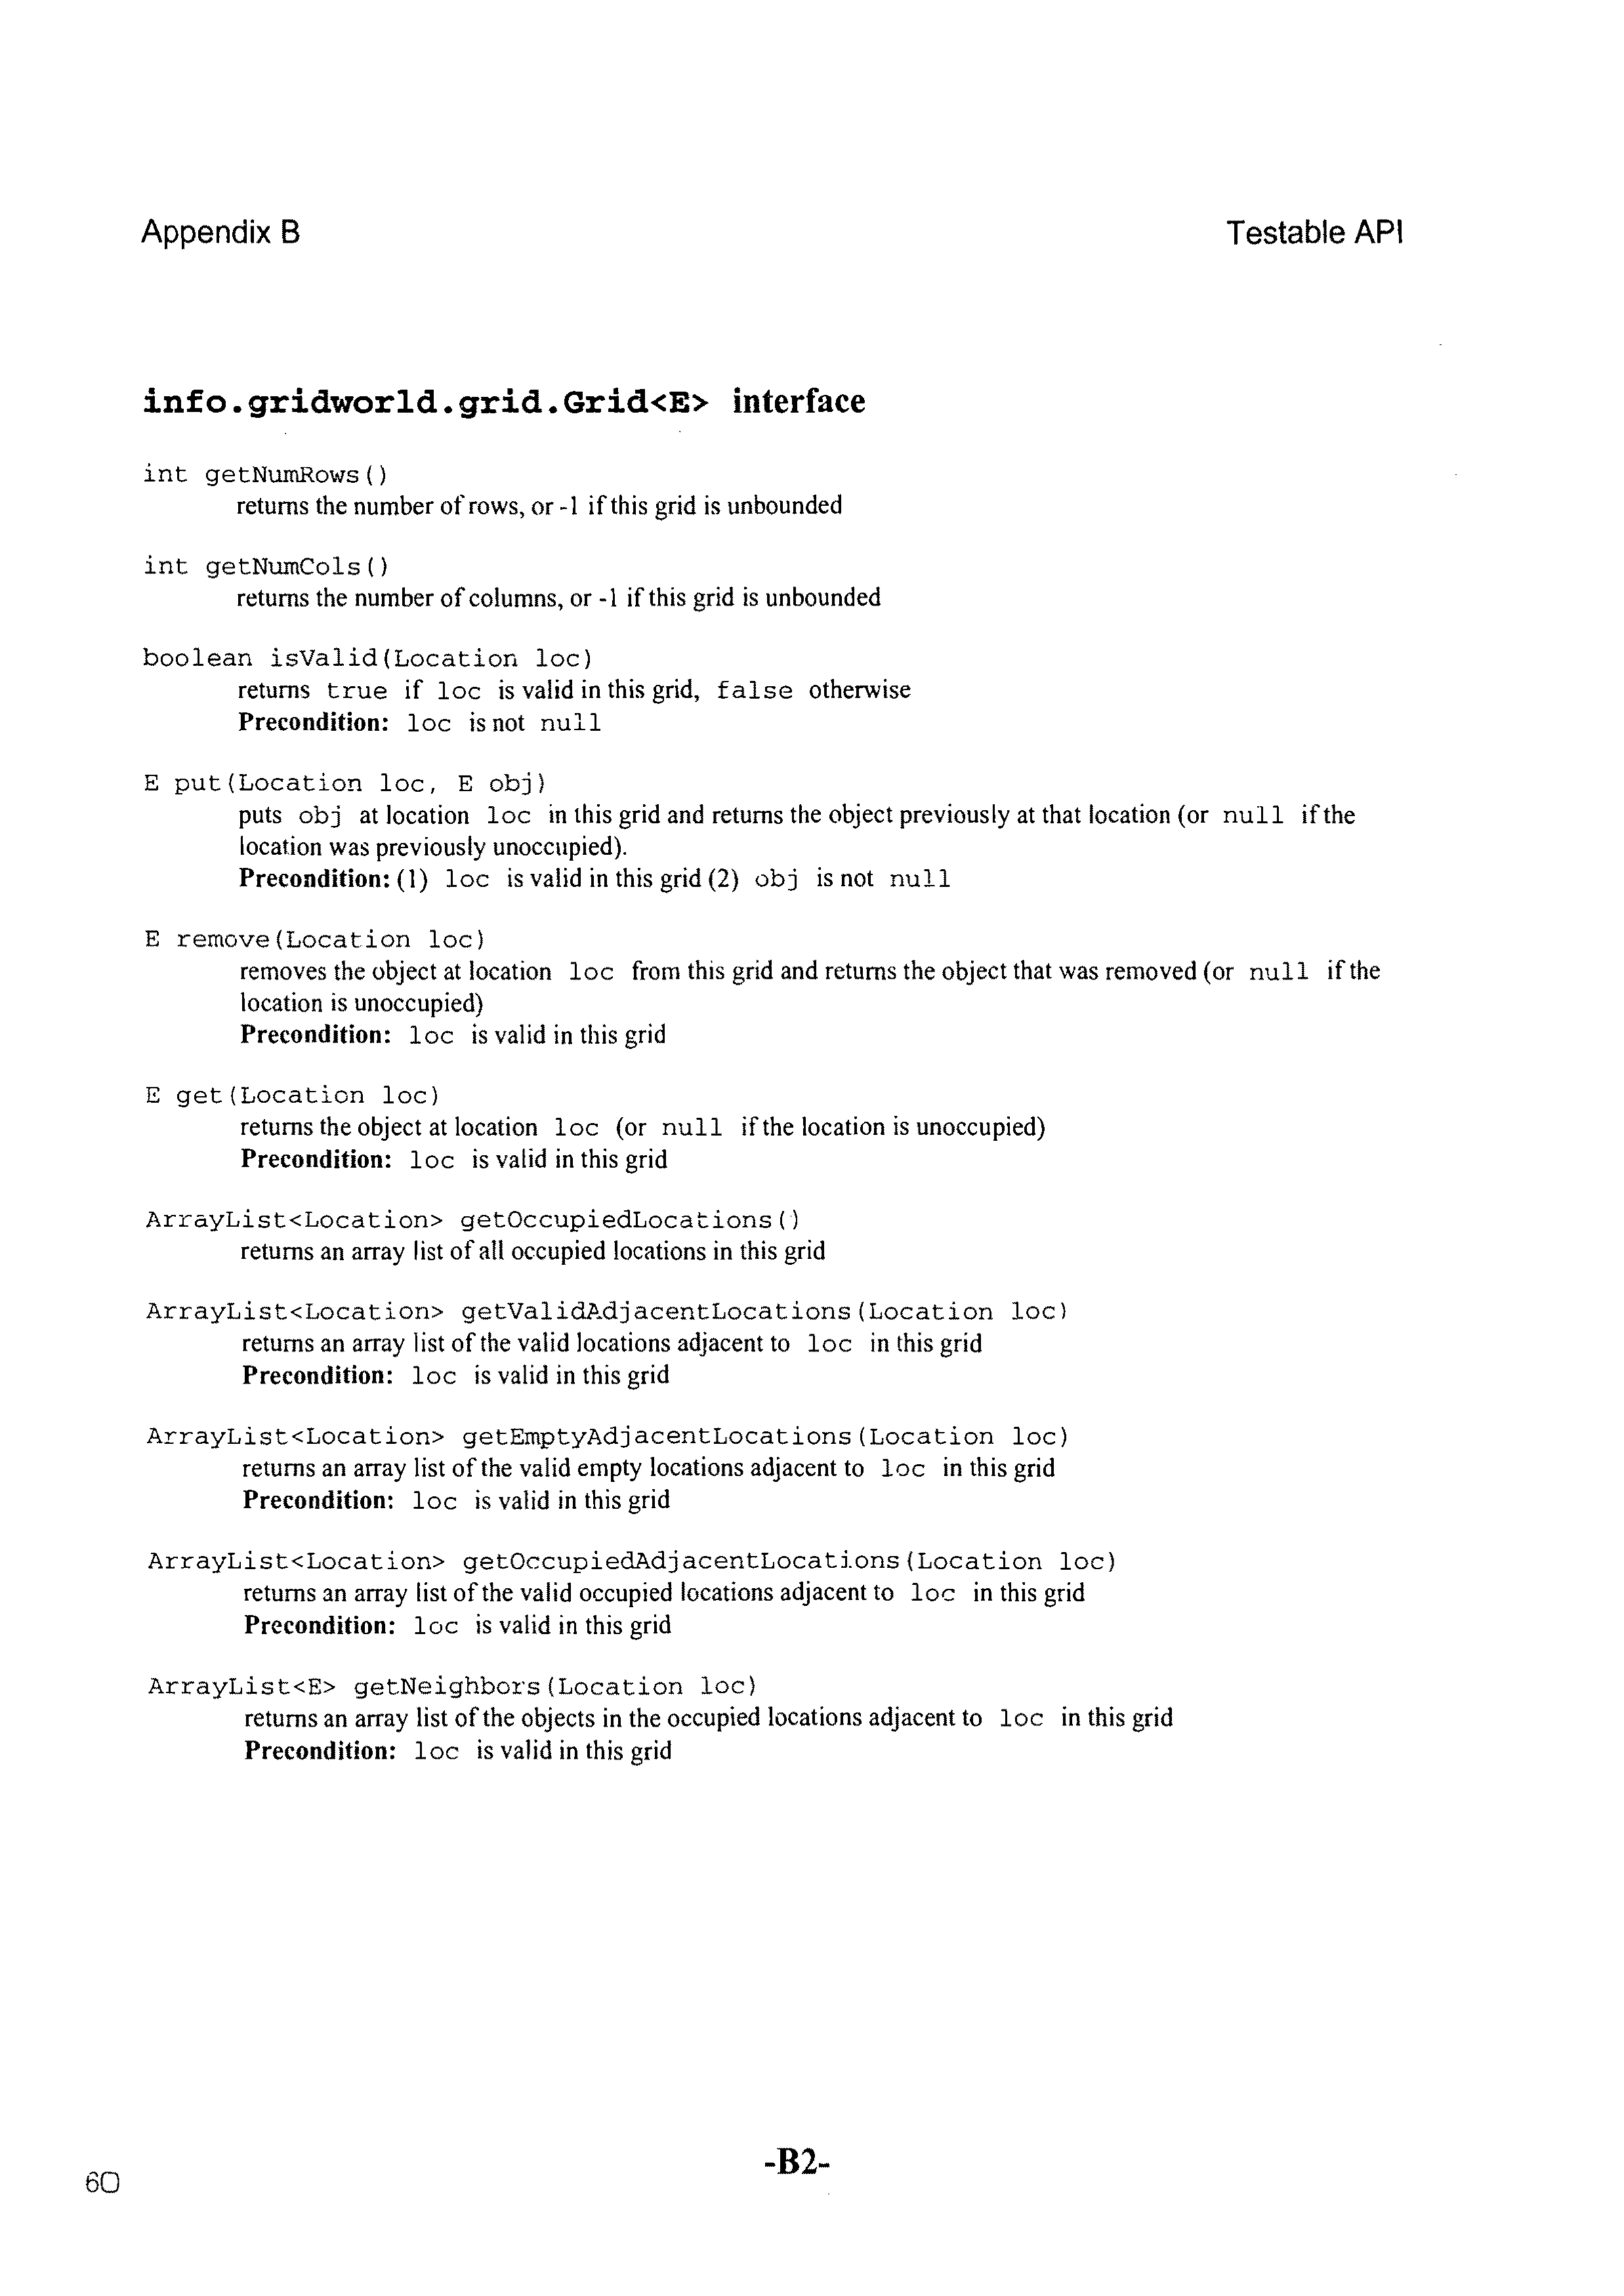 Appendix B
Testable API
info.gridworld.grid.Grid<E> interface
int getNumRows()
returns the number of rows, or -1 if this grid is unbounded
int getNumCols()
returns the number of columns, or -1 if this grid is unbounded
boolean isValid(Location loc)
returns true if loc is valid in this grid, false otherwise
Precondition: loc is not null
E put(Location loc, E obj)
puts obj at location loc in this grid and returns the object previously at that location (or null if the
location was previously unoccupied).
Precondition: (1) loc is valid in this grid (2) obj is not null
E remove(Location loc)
removes the object at location loc from this grid and returns the object that was removed (or null if the
location is unoccupied)
Precondition: loc is valid in this grid
E get(Location loc)
returns the object at location loc (or null if the location is unoccupied)
Precondition: loc is valid in this grid
ArrayList<Location> getOccupiedLocations()
returns an array list of all occupied locations in this grid
ArrayList<Location> getValidAdjacentLocations(Location loc)
returns an array list of the valid locations adjacent to loc in this grid
Precondition: loc is valid in this grid
ArrayList<Location> getEmptyAdjacentLocations(Location loc)
returns an array list of the valid empty locations adjacent to loc in this grid
Precondition: loc is valid in this grid
ArrayList<Location> getOccupiedAdjacentLocations(Location loc)
returns an array list of the valid occupied locations adjacent to loc in this grid
Precondition: loc is valid in this grid
ArrayList<E> getNeighbors(Location loc)
returns an array list of the objects in the occupied locations adjacent to loc in this grid
Precondition: loc is valid in this grid
-B2-
60